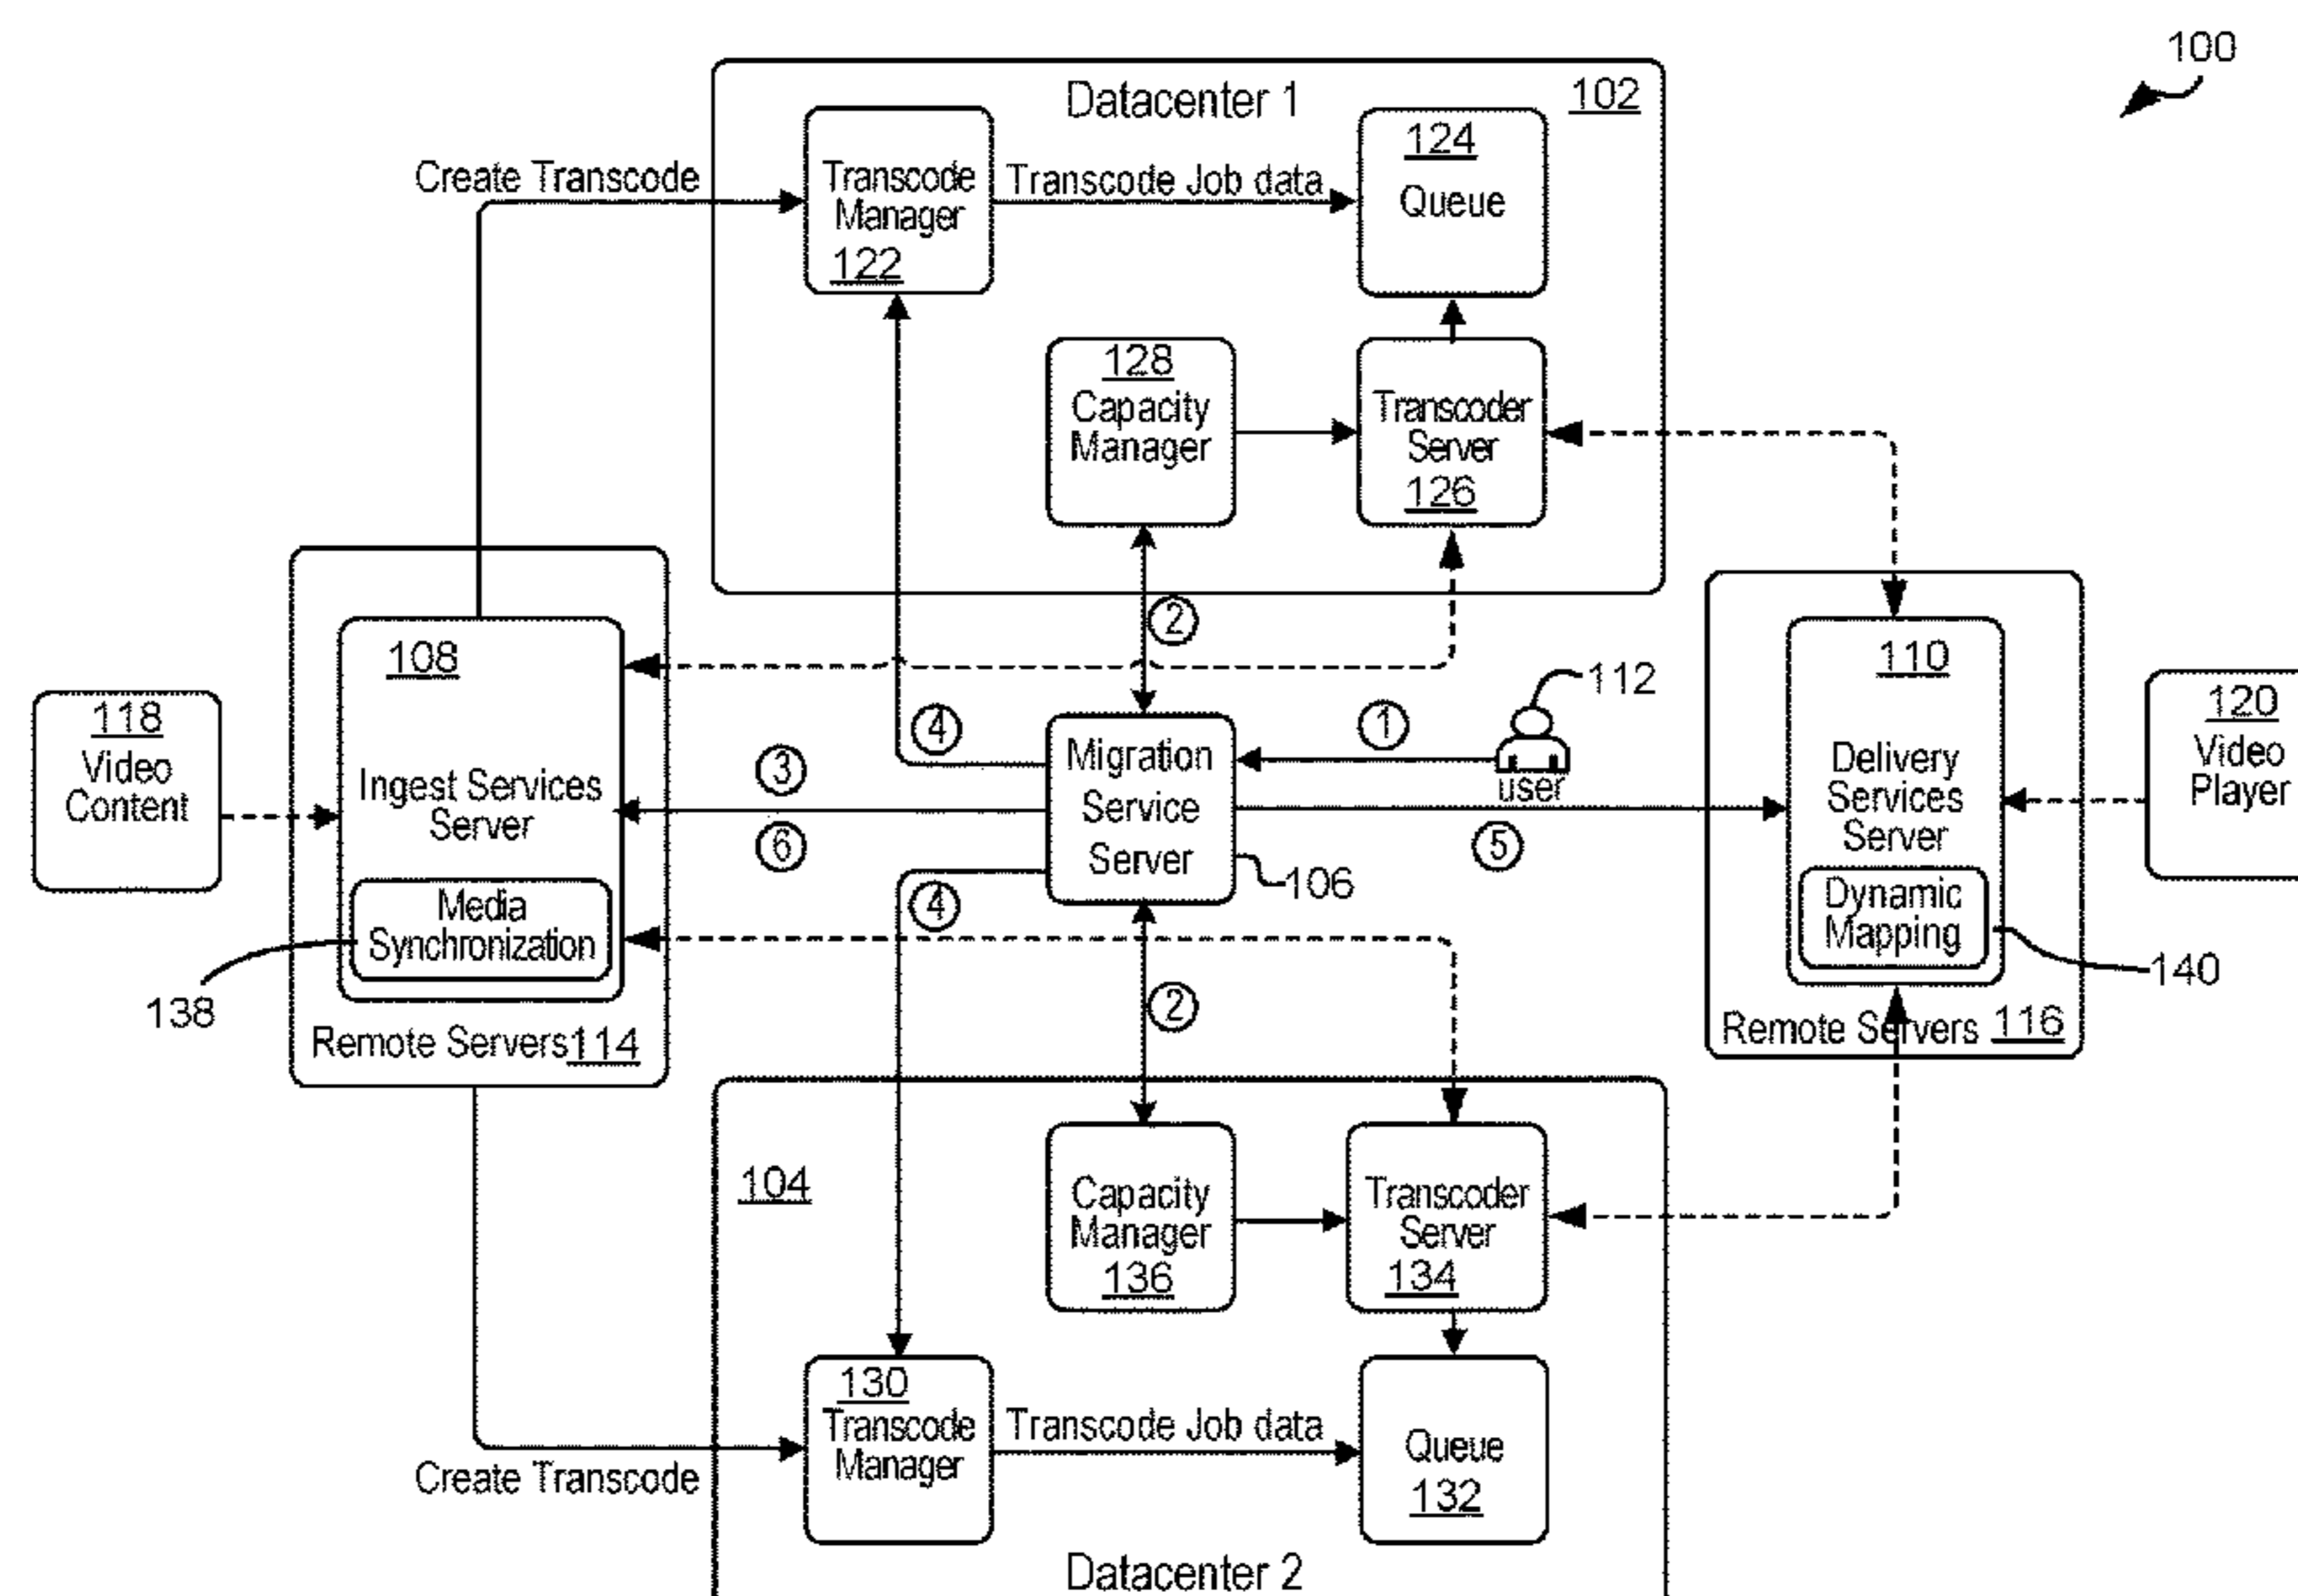 100
Datacenter 1
102
Create Transcode
Transcode
Manager
122
Transcode Job data
124
Queue
128
Capacity
Manager
Transcoder
Server
126
2
108
Ingest Services
Server
Media
Synchronization
138
Remote Servers 114
118
Video
Content
4
3
6
4
Migration
Service
Server
106
1
112
user
5
110
Delivery
Services
Server
Dynamic
Mapping
140
Remote Servers 116
120
Video
Player
2
104
Capacity
Manager
136
Transcoder
Server
134
Create Transcode
130
Transcode
Manager
Transcode Job data
Queue
132
Datacenter 2